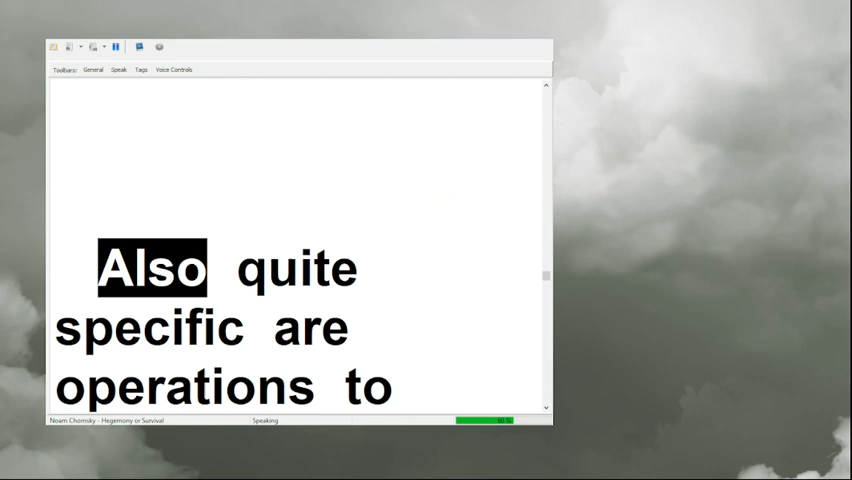 Toolbars: General Speak Tags Voice Controls
Also quite
specific are
operations to
Noam Chomsky - Hegemony or Survival Speaking 60 %